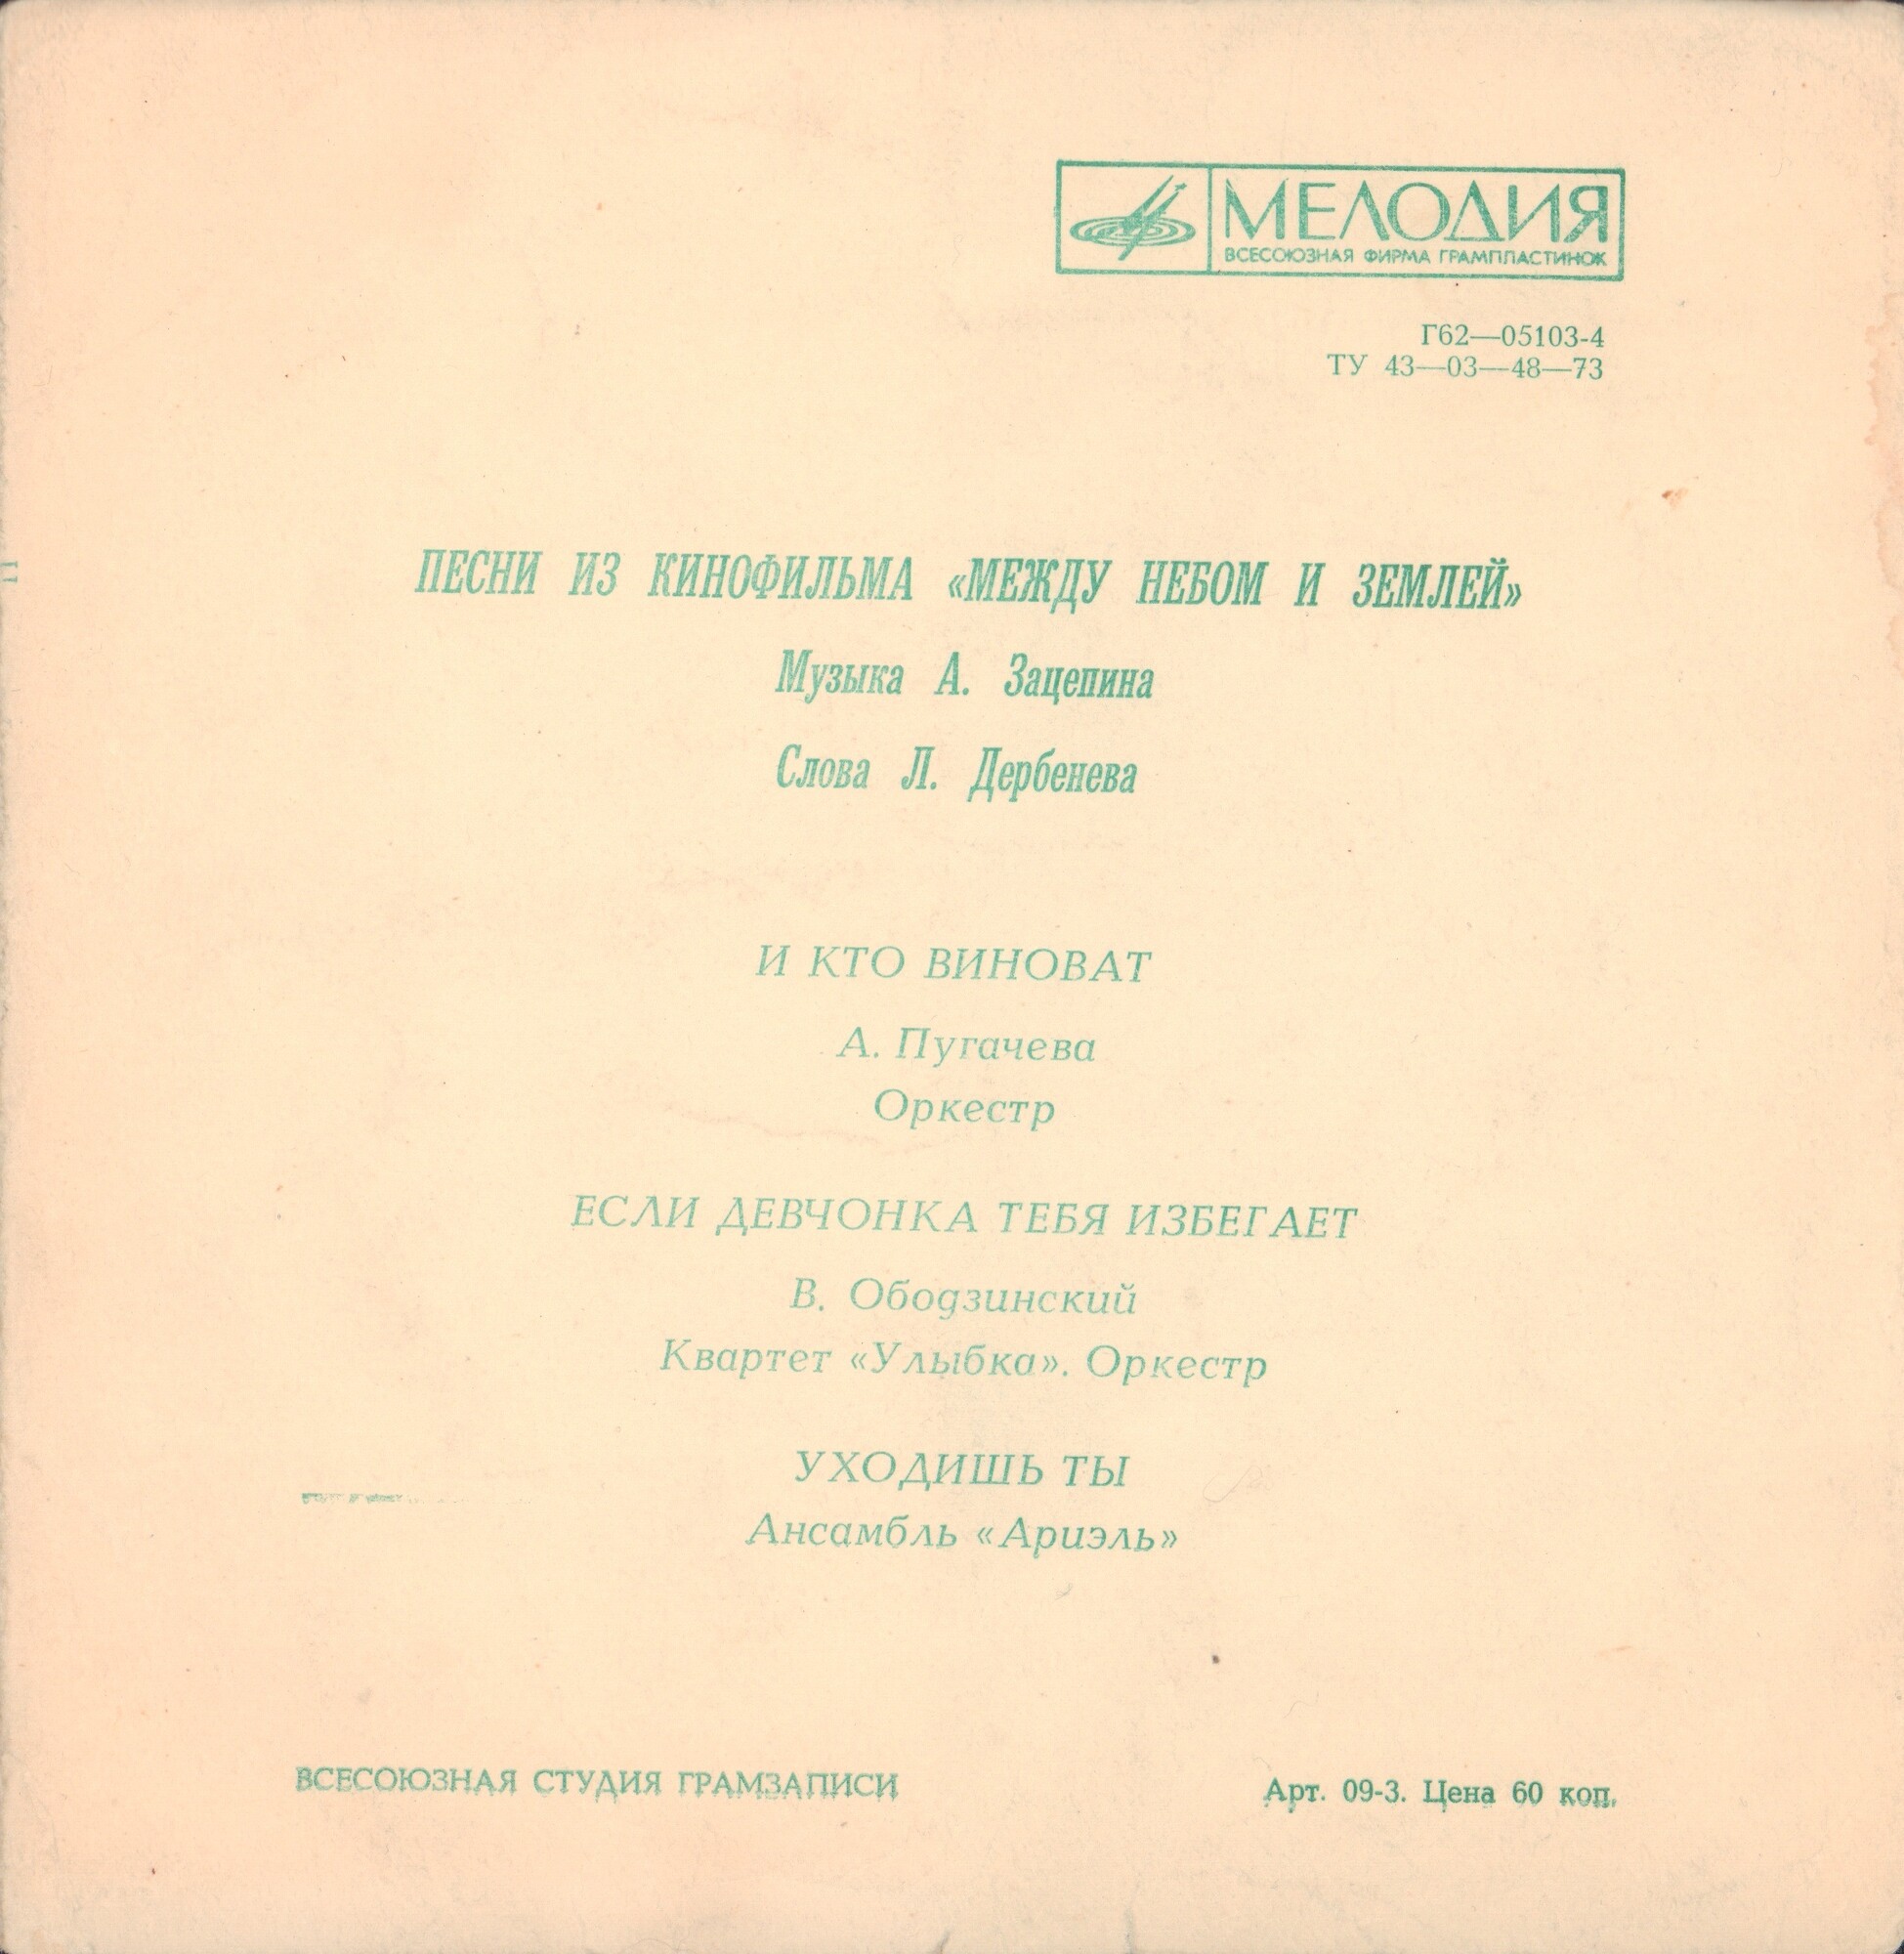 МЕЛОДИЯ
ВСЕСОЮЗНАЯ ФИРМА ГРАМПЛАСТИНОК
Г62—05103-4
ТУ 43—03—48—73
ПЕСНИ ИЗ КИНОФИЛЬМА «МЕЖДУ НЕБОМ И ЗЕМЛЕЙ»
Музыка А. Зацепина
Слова Л. Дербенева
И КТО ВИНОВАТ
А. Пугачева
Оркестр
ЕСЛИ ДЕВЧОНКА ТЕБЯ ИЗБЕГАЕТ
В. Ободзинский
Квартет «Улыбка». Оркестр
УХОДИШЬ ТЫ
Ансамбль «Ариэль»
ВСЕСОЮЗНАЯ СТУДИЯ ГРАМЗАПИСИ
Арт. 09-3. Цена 60 коп.